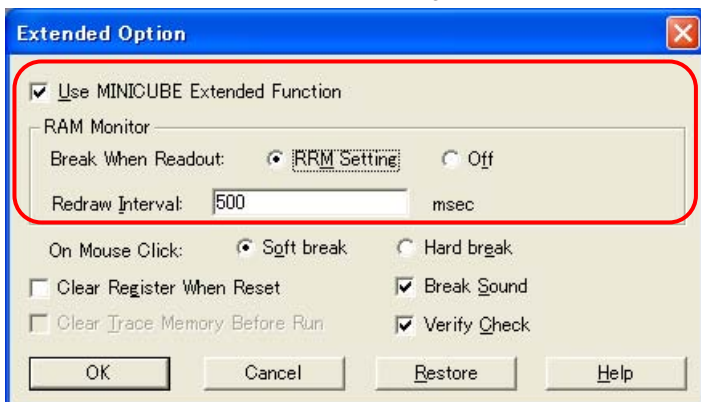 Extended Option
Use MINICUBE Extended Function
RAM Monitor
Break When Readout: RRM Setting Off
Redraw Interval: 500 msec
On Mouse Click: Soft break Hard break
Clear Register When Reset Break Sound
Clear Trace Memory Before Run Verify Check
OK Cancel Restore Help